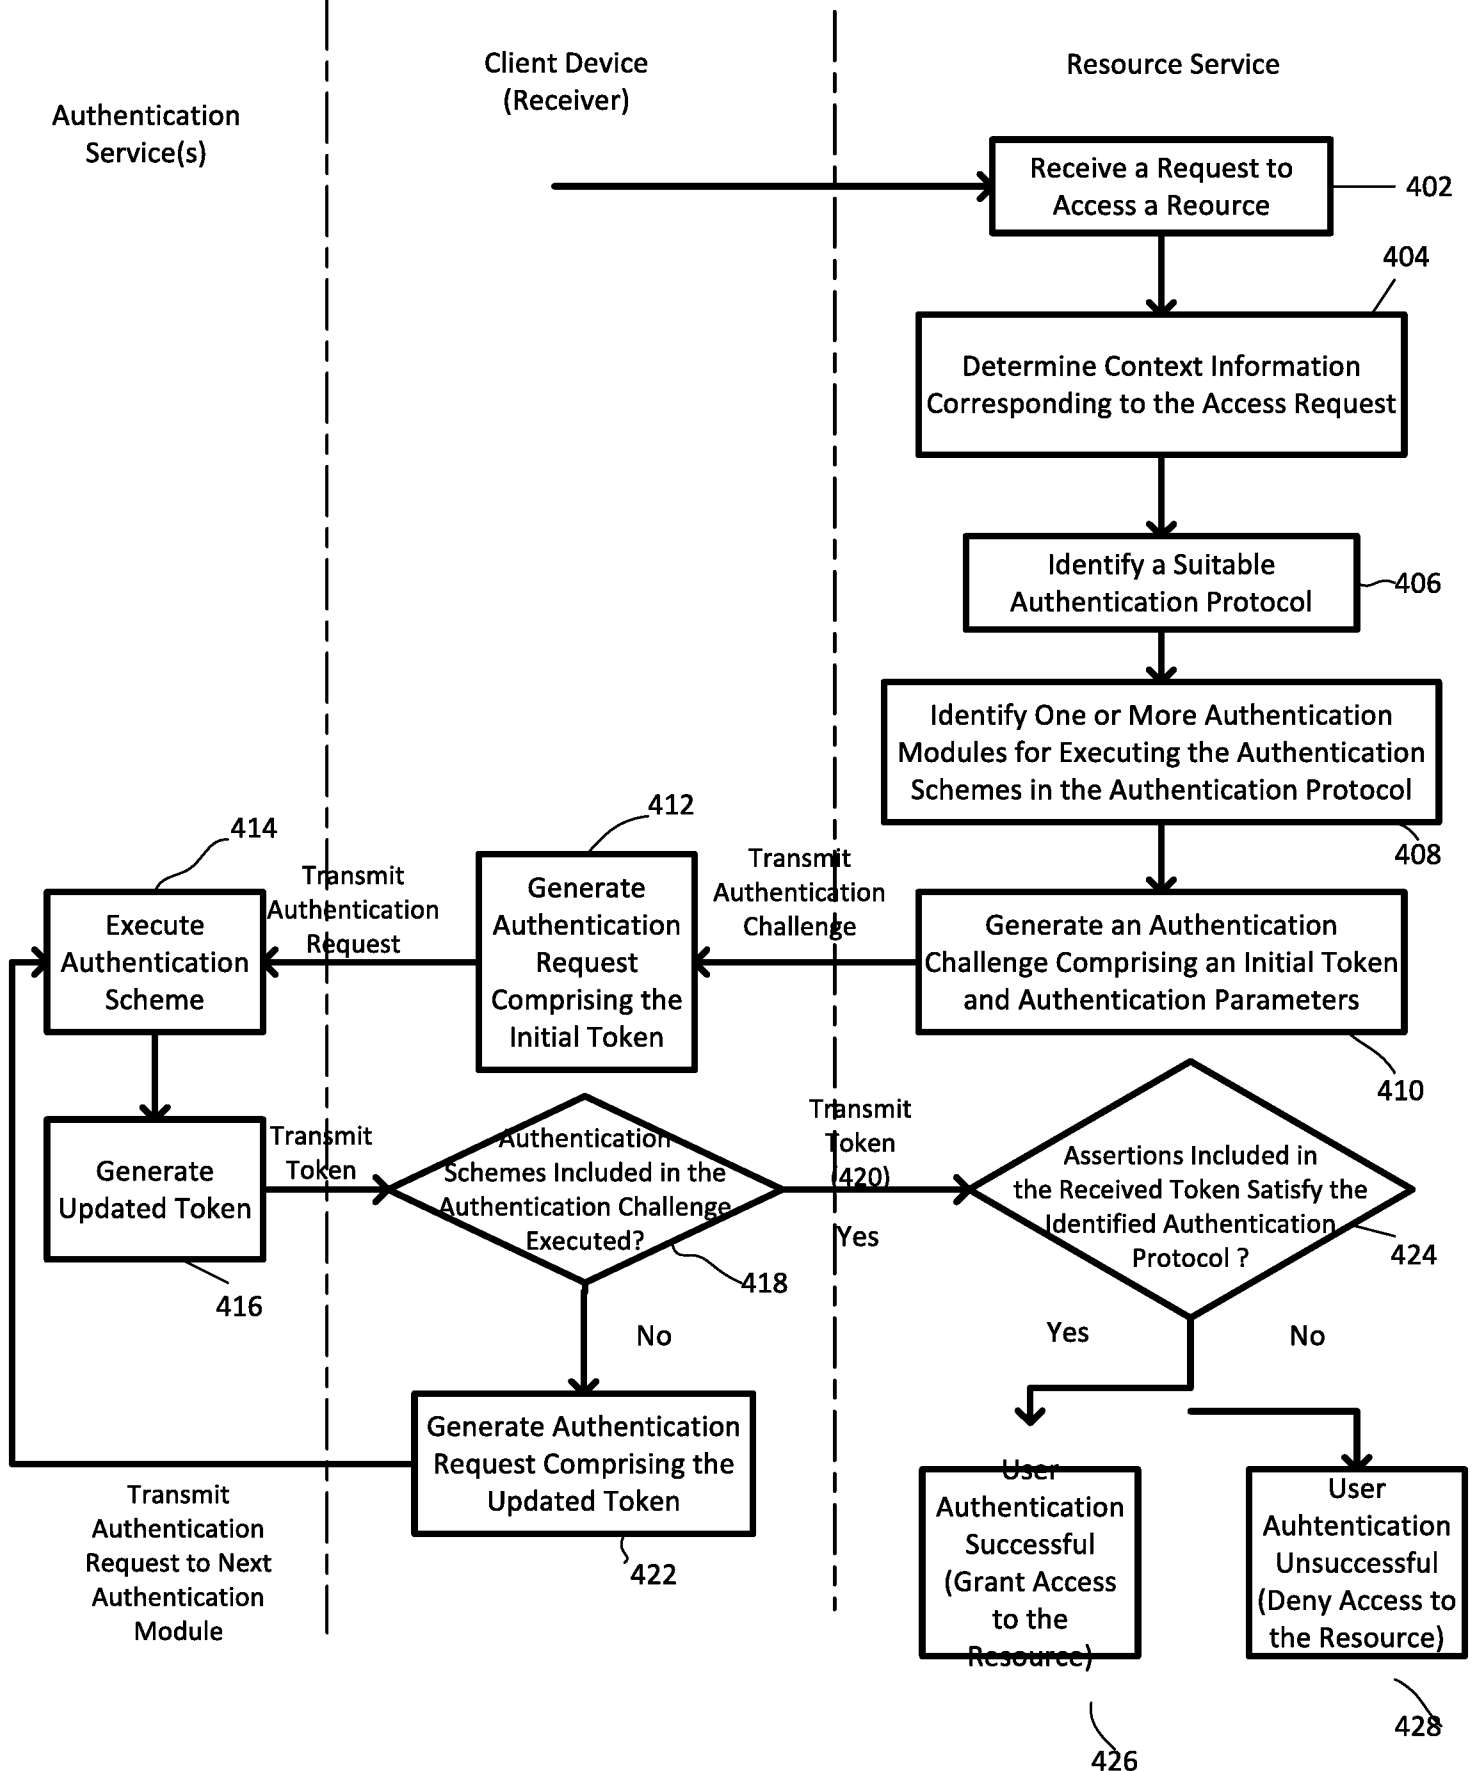 Authentication
Service(s)
Client Device
(Receiver)
Resource Service
Receive a Request to
Access a Reource
402
404
Determine Context Information
Corresponding to the Access Request
Identify a Suitable
Authentication Protocol
406
Identify One or More Authentication
Modules for Executing the Authentication
Schemes in the Authentication Protocol
408
Generate an Authentication
Challenge Comprising an Initial Token
and Authentication Parameters
410
Transmit
Authentication
Challenge
412
Generate
Authentication
Request
Comprising the
Initial Token
Transmit
Authentication
Request
414
Execute
Authentication
Scheme
Generate
Updated Token
416
Transmit
Token
Authentication
Schemes Included in the
Authentication Challenge
Executed?
418
Transmit
Token
(420)
Yes
No
Generate Authentication
Request Comprising the
Updated Token
422
Transmit
Authentication
Request to Next
Authentication
Module
Assertions Included in
the Received Token Satisfy the
Identified Authentication
Protocol ?
424
Yes
No
User
Authentication
Successful
(Grant Access
to the
Resource)
426
User
Auhtentication
Unsuccessful
(Deny Access to
the Resource)
428